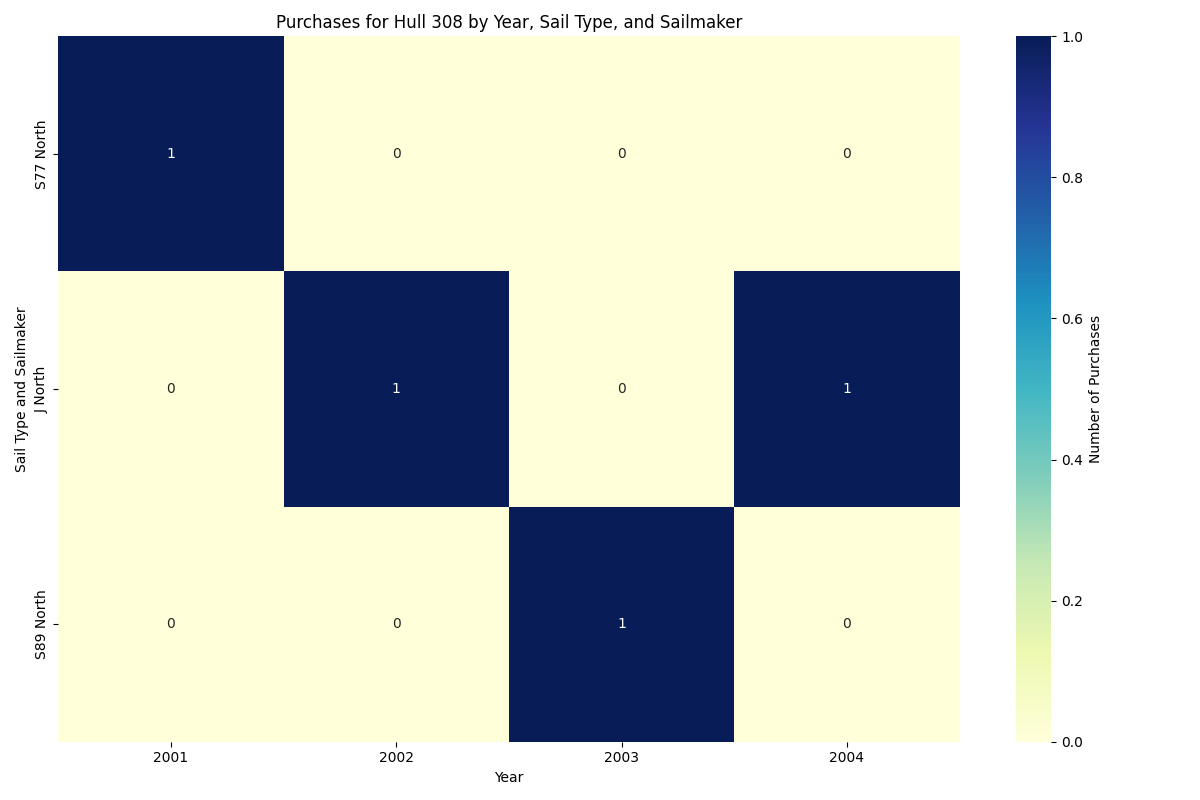 Purchases for Hull 308 by Year, Sail Type, and Sailmaker
Sail Type and Sailmaker
S77 North
1 0 0 0
J North
0 1 0 1
S89 North
0 0 1 0
2001 2002 2003 2004
Year
1.0
0.8
0.6
0.4
0.2
0.0
Number of Purchases